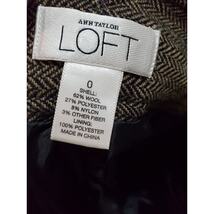 ANN TAYLOR
LOFT
0
SHELL:
62% WOOL
27% POLYESTER
8% NYLON
3% OTHER FIBER
LINING:
100% POLYESTER
MADE IN CHINA